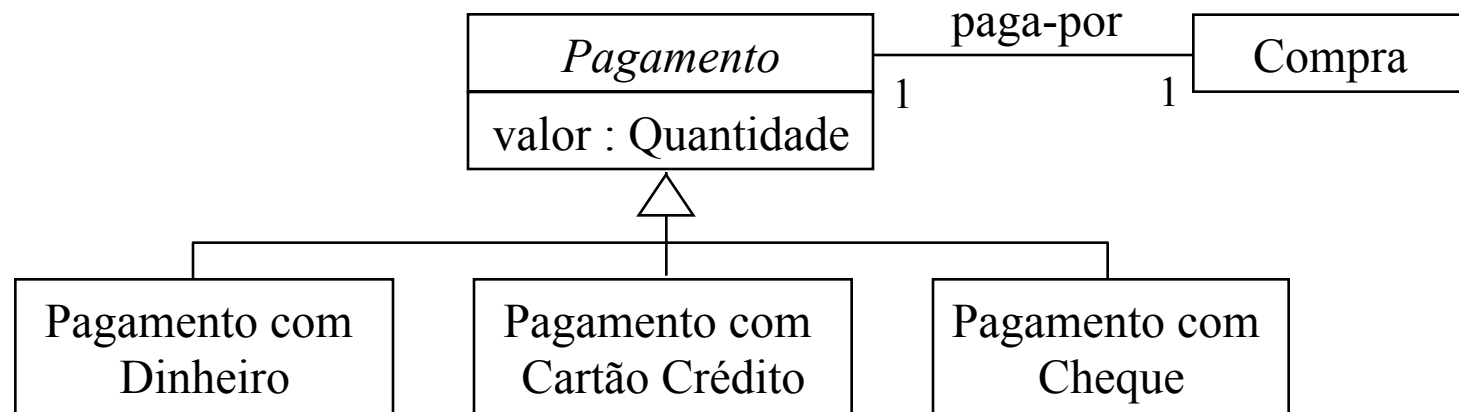 paga-por
Pagamento
Compra
1
1
valor : Quantidade
Pagamento com
Dinheiro
Pagamento com
Cartão Crédito
Pagamento com
Cheque